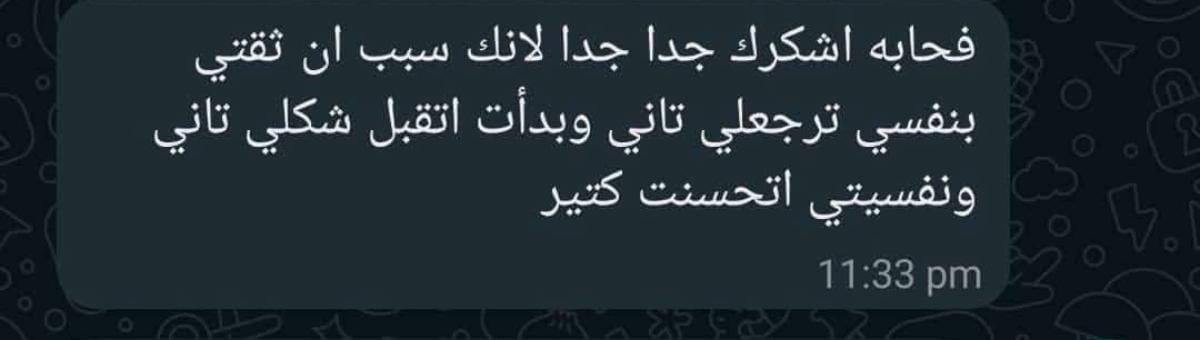 فحابه اشكرك جدا جدا لانك سبب ان ثقتي
بنفسي ترجعلي تاني وبدأت اتقبل شكلي تاني
ونفسيتي اتحسنت كتير
11:33 pm